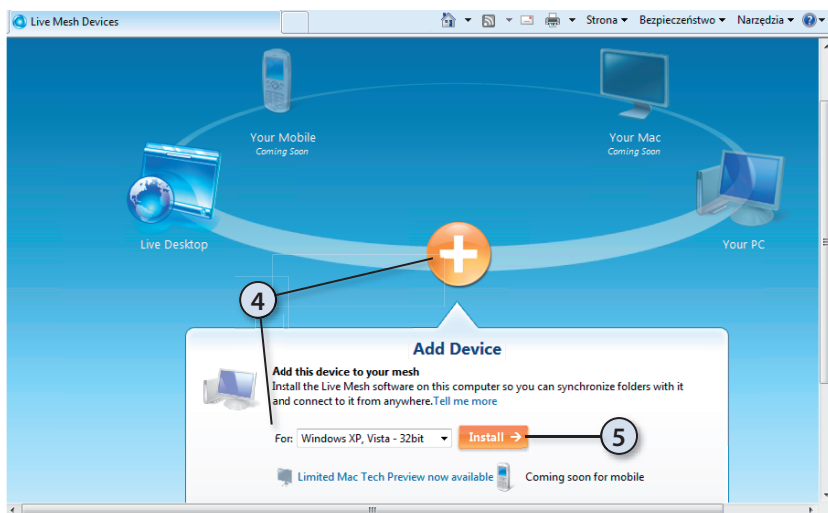 Live Mesh Devices
Strona
Bezpieczeństwo
Narzędzia
Your Mobile
Coming Soon
Your Mac
Coming Soon
Live Desktop
Your PC
4
Add Device
Add this device to your mesh
Install the Live Mesh software on this computer so you can synchronize folders with it
and connect to it from anywhere. Tell me more
For: Windows XP, Vista - 32bit
Install
5
Limited Mac Tech Preview now available
Coming soon for mobile